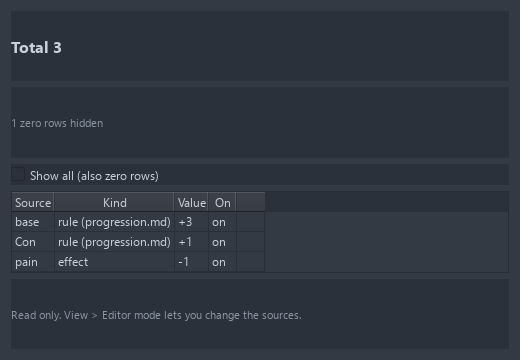 Total 3
1 zero rows hidden
Show all (also zero rows)
Source Kind Value On
base rule (progression.md) +3 on
Con rule (progression.md) +1 on
pain effect -1 on
Read only. View > Editor mode lets you change the sources.